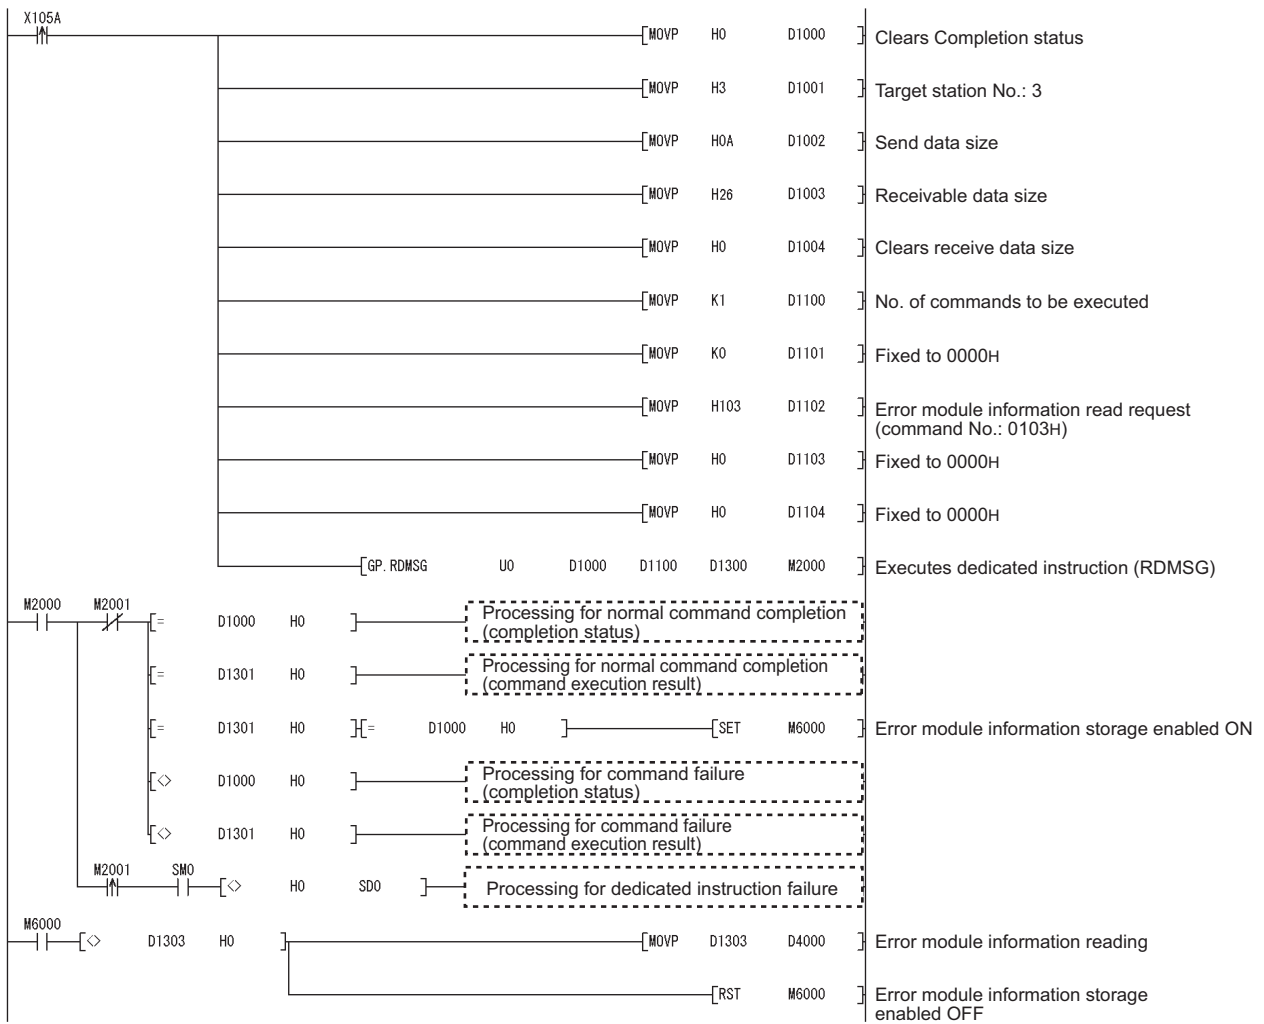 X105A
MOVP H0 D1000 Clears Completion status
MOVP H3 D1001 Target station No.: 3
MOVP H0A D1002 Send data size
MOVP H26 D1003 Receivable data size
MOVP H0 D1004 Clears receive data size
MOVP K1 D1100 No. of commands to be executed
MOVP K0 D1101 Fixed to 0000H
MOVP H103 D1102 Error module information read request
(command No.: 0103H)
MOVP H0 D1103 Fixed to 0000H
MOVP H0 D1104 Fixed to 0000H
GP.RDMSG U0 D1000 D1100 D1300 M2000 Executes dedicated instruction (RDMSG)
M2000 M2001
= D1000 H0 Processing for normal command completion
(completion status)
= D1301 H0 Processing for normal command completion
(command execution result)
= D1301 H0 = D1000 H0 SET M6000 Error module information storage enabled ON
<> D1000 H0 Processing for command failure
(completion status)
<> D1301 H0 Processing for command failure
(command execution result)
M2001 SM0
<> H0 SD0 Processing for dedicated instruction failure
M6000
<> D1303 H0 MOVP D1303 D4000 Error module information reading
RST M6000 Error module information storage
enabled OFF